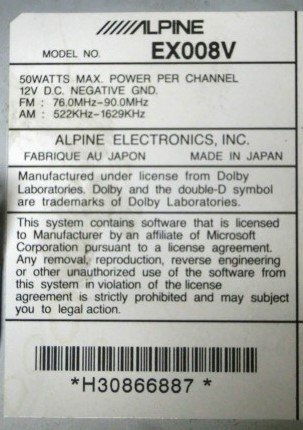 ALPINE
MODEL NO. EX008V
50WATTS MAX. POWER PER CHANNEL
12V D.C. NEGATIVE GND.
FM : 76.0MHz-90.0MHz
AM : 522KHz-1629KHz
ALPINE ELECTRONICS, INC.
FABRIQUE AU JAPON MADE IN JAPAN
Manufactured under license from Dolby
Laboratories. Dolby and the double-D symbol
are trademarks of Dolby Laboratories.
This system contains software that is licensed
to Manufacturer by an affiliate of Microsoft
Corporation pursuant to a license agreement.
Any removal, reproduction, reverse engineering
or other unauthorized use of the software from
this system in violation of the license
agreement is strictly prohibited and may subject
you to legal action.
*H30866887 *